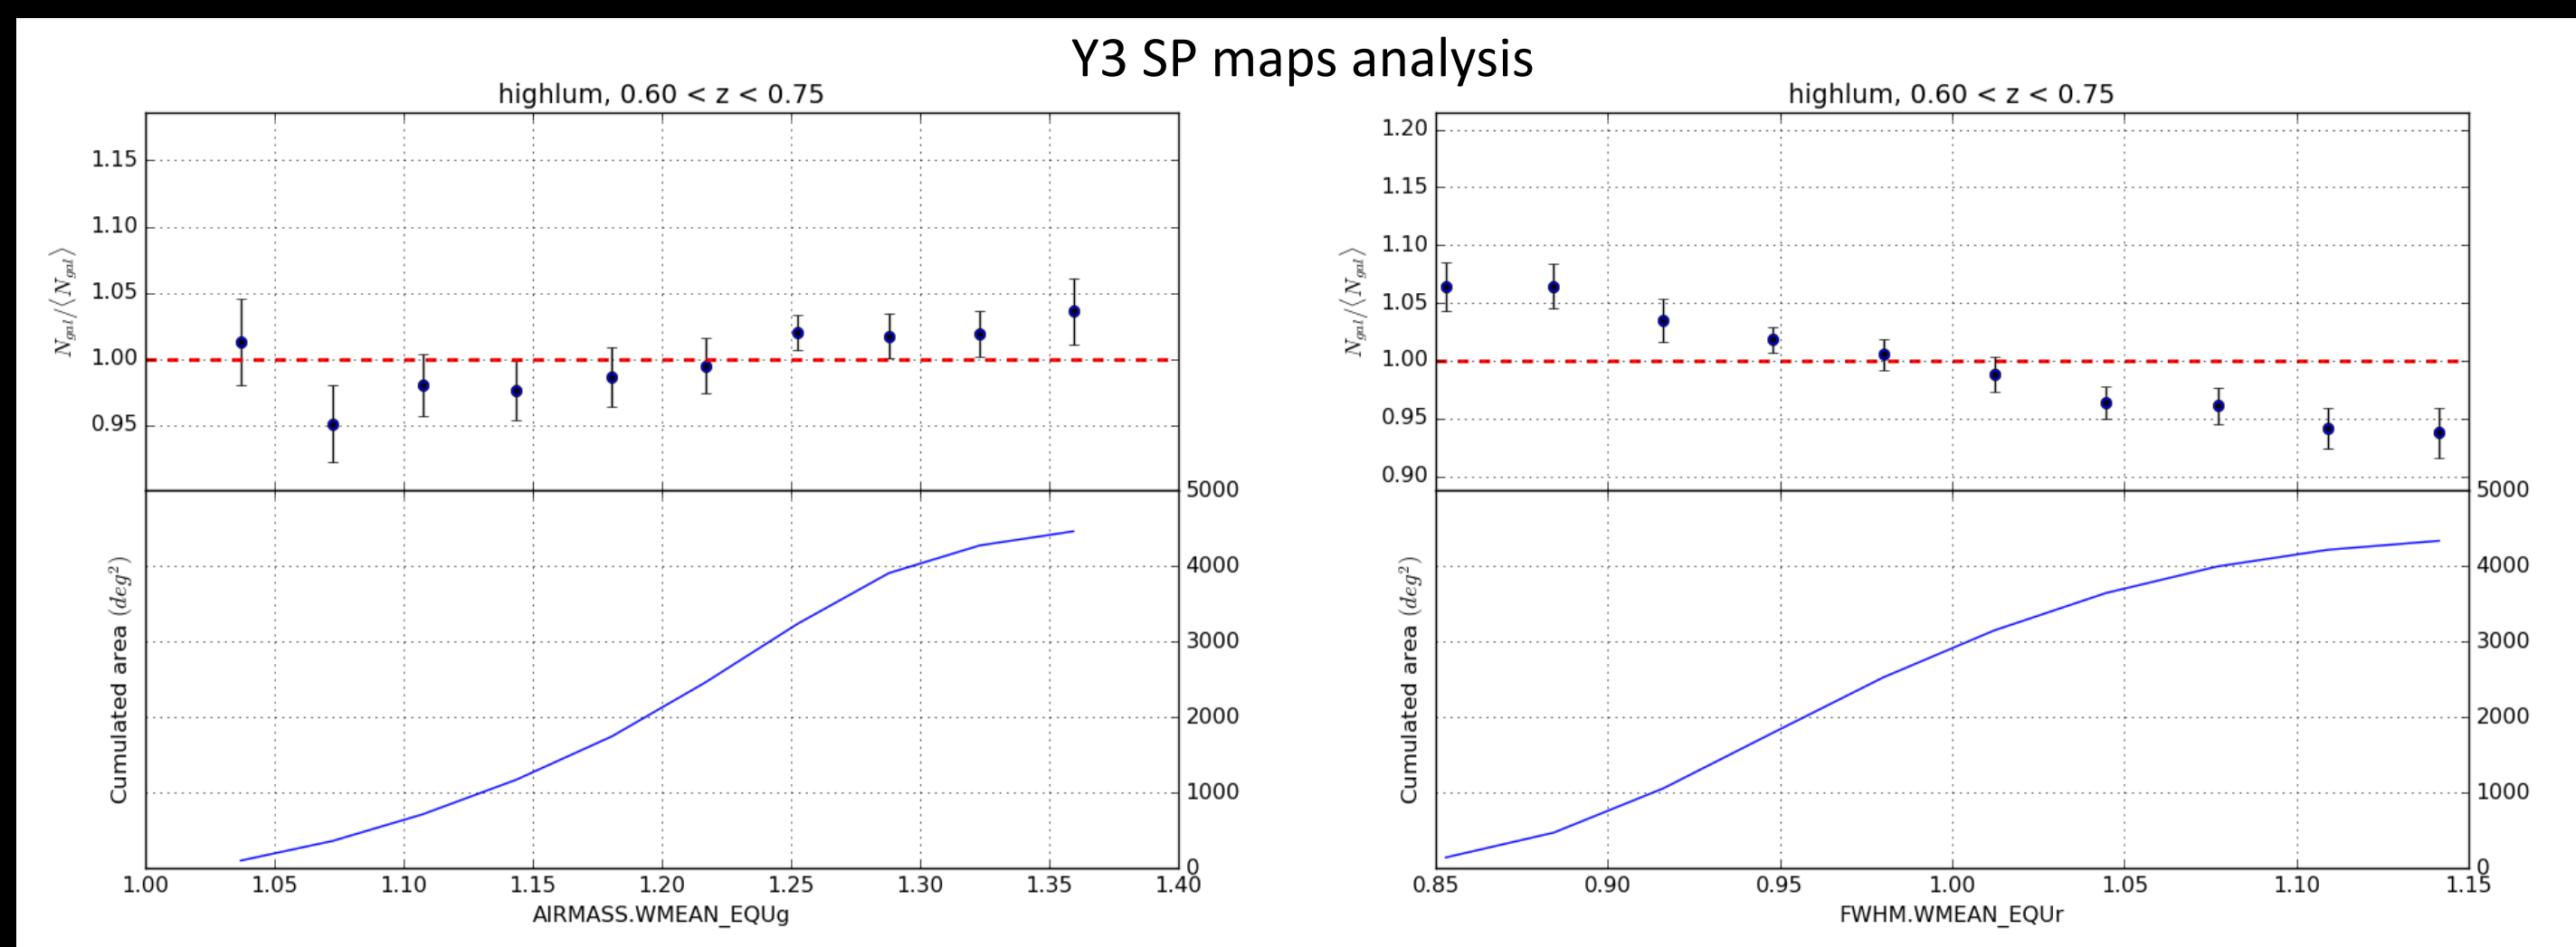 Y3 SP maps analysis
highlum, 0.60 < z < 0.75
1.15
1.10
1.05
1.00
0.95
N_gal/⟨N_gal⟩
5000
4000
3000
2000
1000
0
Cumulated area (deg²)
1.00 1.05 1.10 1.15 1.20 1.25 1.30 1.35 1.40
AIRMASS.WMEAN_EQUg
highlum, 0.60 < z < 0.75
1.20
1.15
1.10
1.05
1.00
0.95
0.90
N_gal/⟨N_gal⟩
5000
4000
3000
2000
1000
0
Cumulated area (deg²)
0.85 0.90 0.95 1.00 1.05 1.10 1.15
FWHM.WMEAN_EQUr